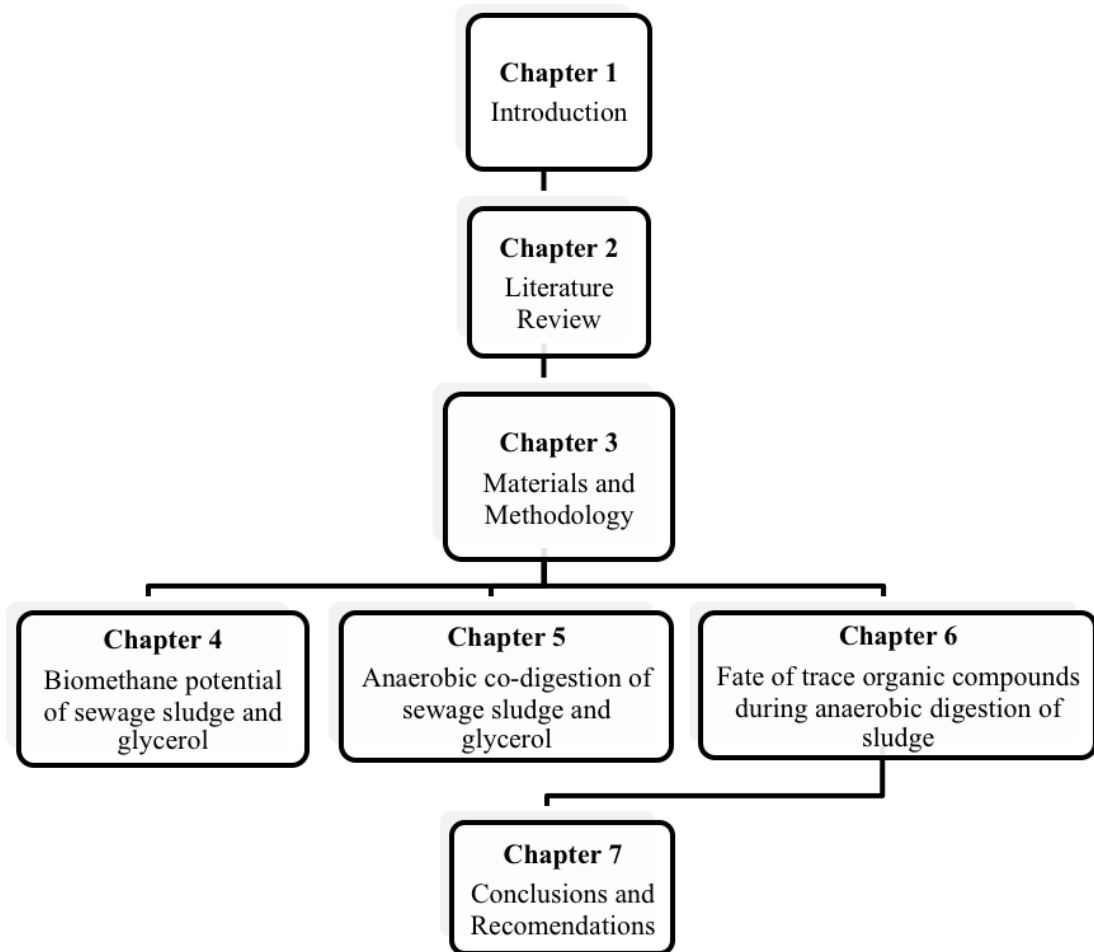 Chapter 1
Introduction
Chapter 2
Literature
Review
Chapter 3
Materials and
Methodology
Chapter 4
Biomethane potential
of sewage sludge and
glycerol
Chapter 5
Anaerobic co-digestion of
sewage sludge and
glycerol
Chapter 6
Fate of trace organic compounds
during anaerobic digestion of
sludge
Chapter 7
Conclusions and
Recomendations